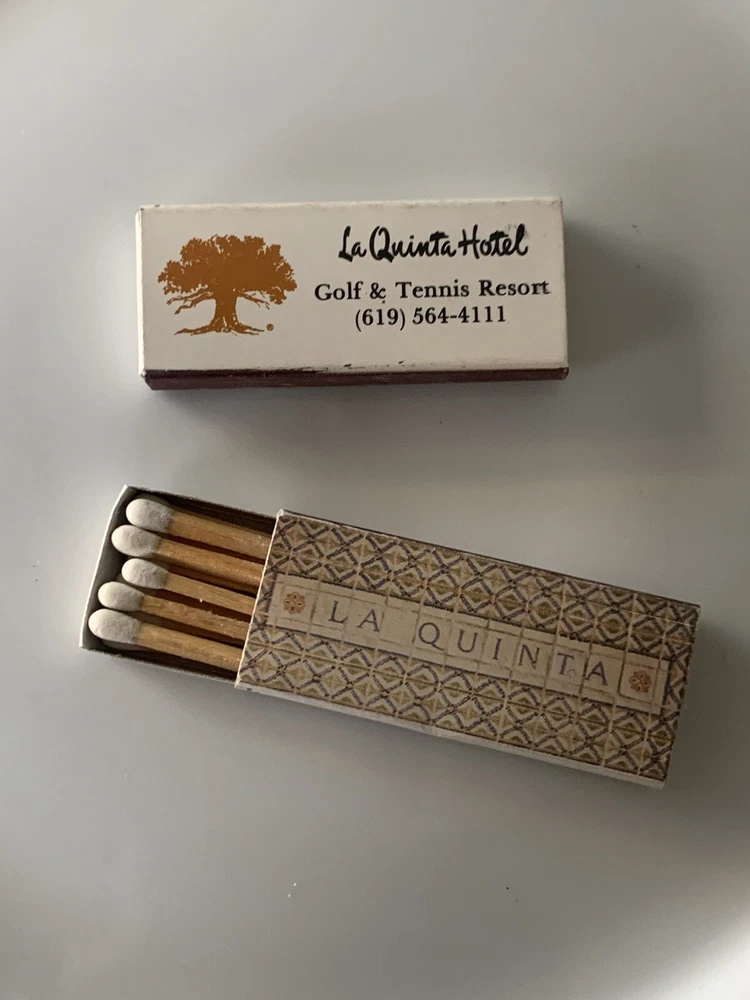 La Quinta Hotel
Golf & Tennis Resort
(619) 564-4111
®
LA QUINTA